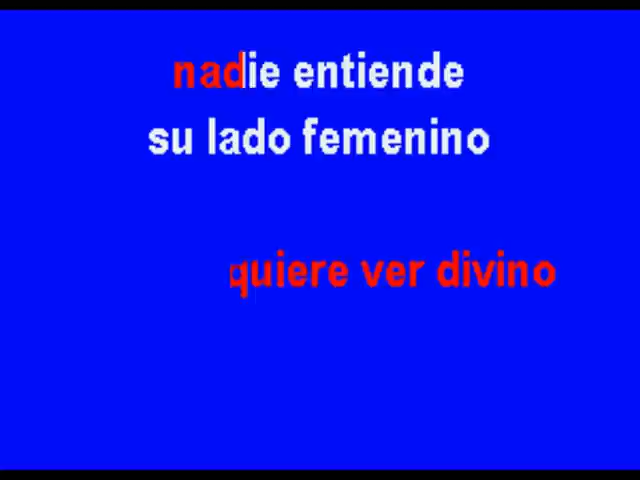 nadie entiende
su lado femenino
quiere ver divino